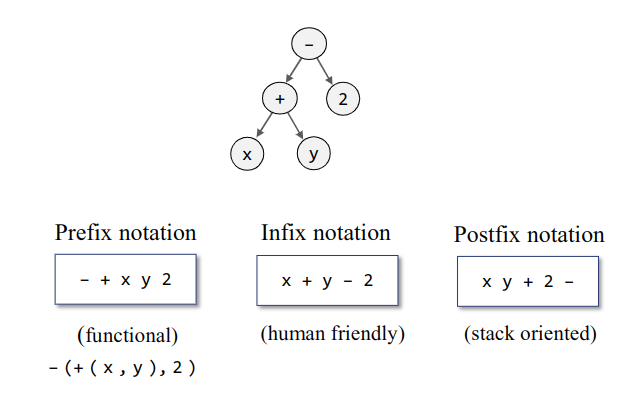 -
+ 2
x y
Prefix notation Infix notation Postfix notation
- + x y 2 x + y - 2 x y + 2 -
(functional) (human friendly) (stack oriented)
-(+(x,y),2)